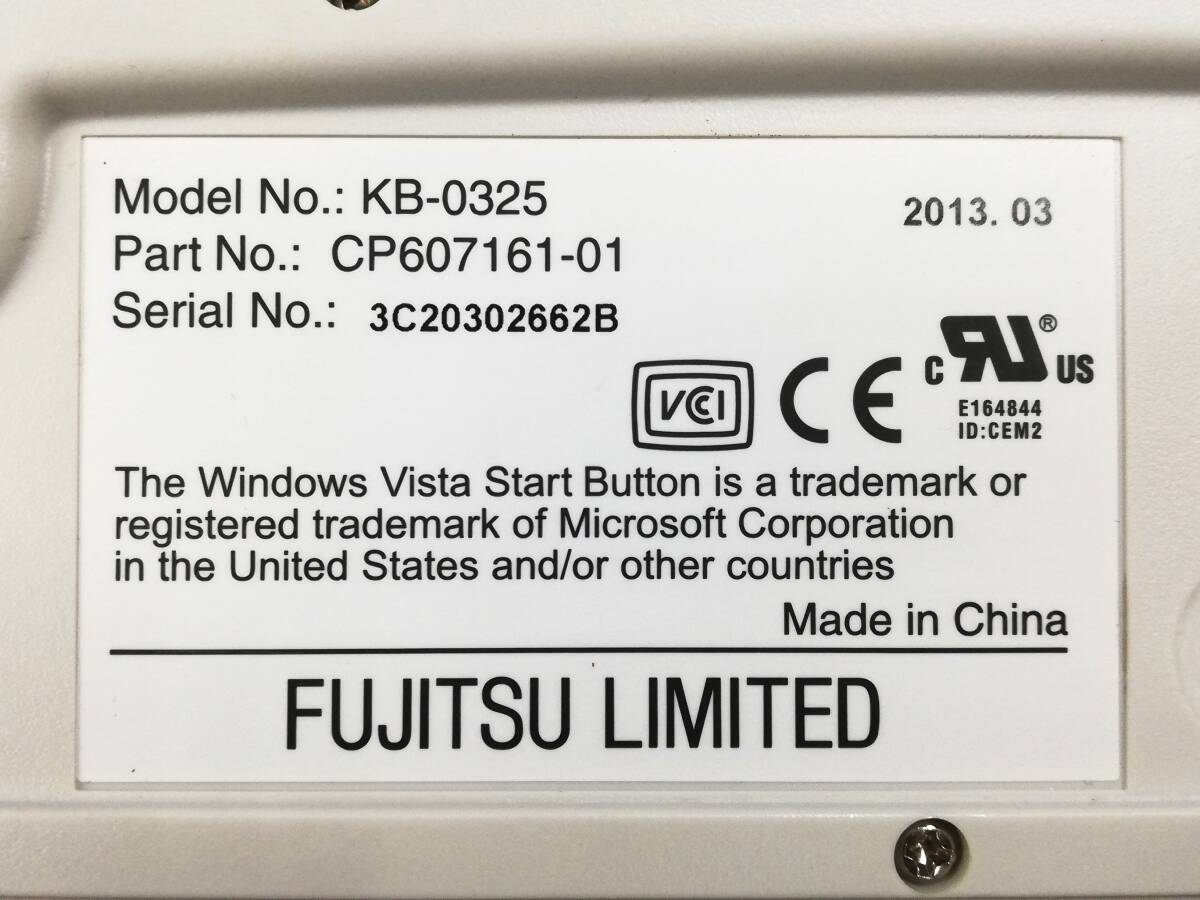 Model No.: KB-0325
2013. 03
Part No.: CP607161-01
Serial No.: 3C20302662B
VCCI
CE
C RU® US
E164844
ID:CEM2
The Windows Vista Start Button is a trademark or
registered trademark of Microsoft Corporation
in the United States and/or other countries
Made in China
FUJITSU LIMITED